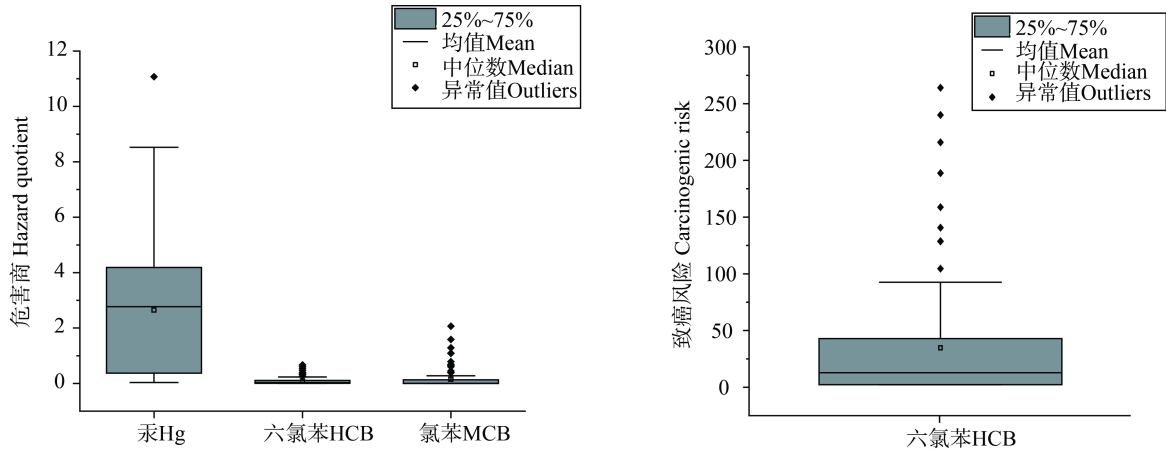 25%~75%
均值Mean
中位数Median
异常值Outliers
危害商 Hazard quotient
12
10
8
6
4
2
0
汞Hg
六氯苯HCB
氯苯MCB
25%~75%
均值Mean
中位数Median
异常值Outliers
致癌风险 Carcinogenic risk
300
250
200
150
100
50
0
六氯苯HCB